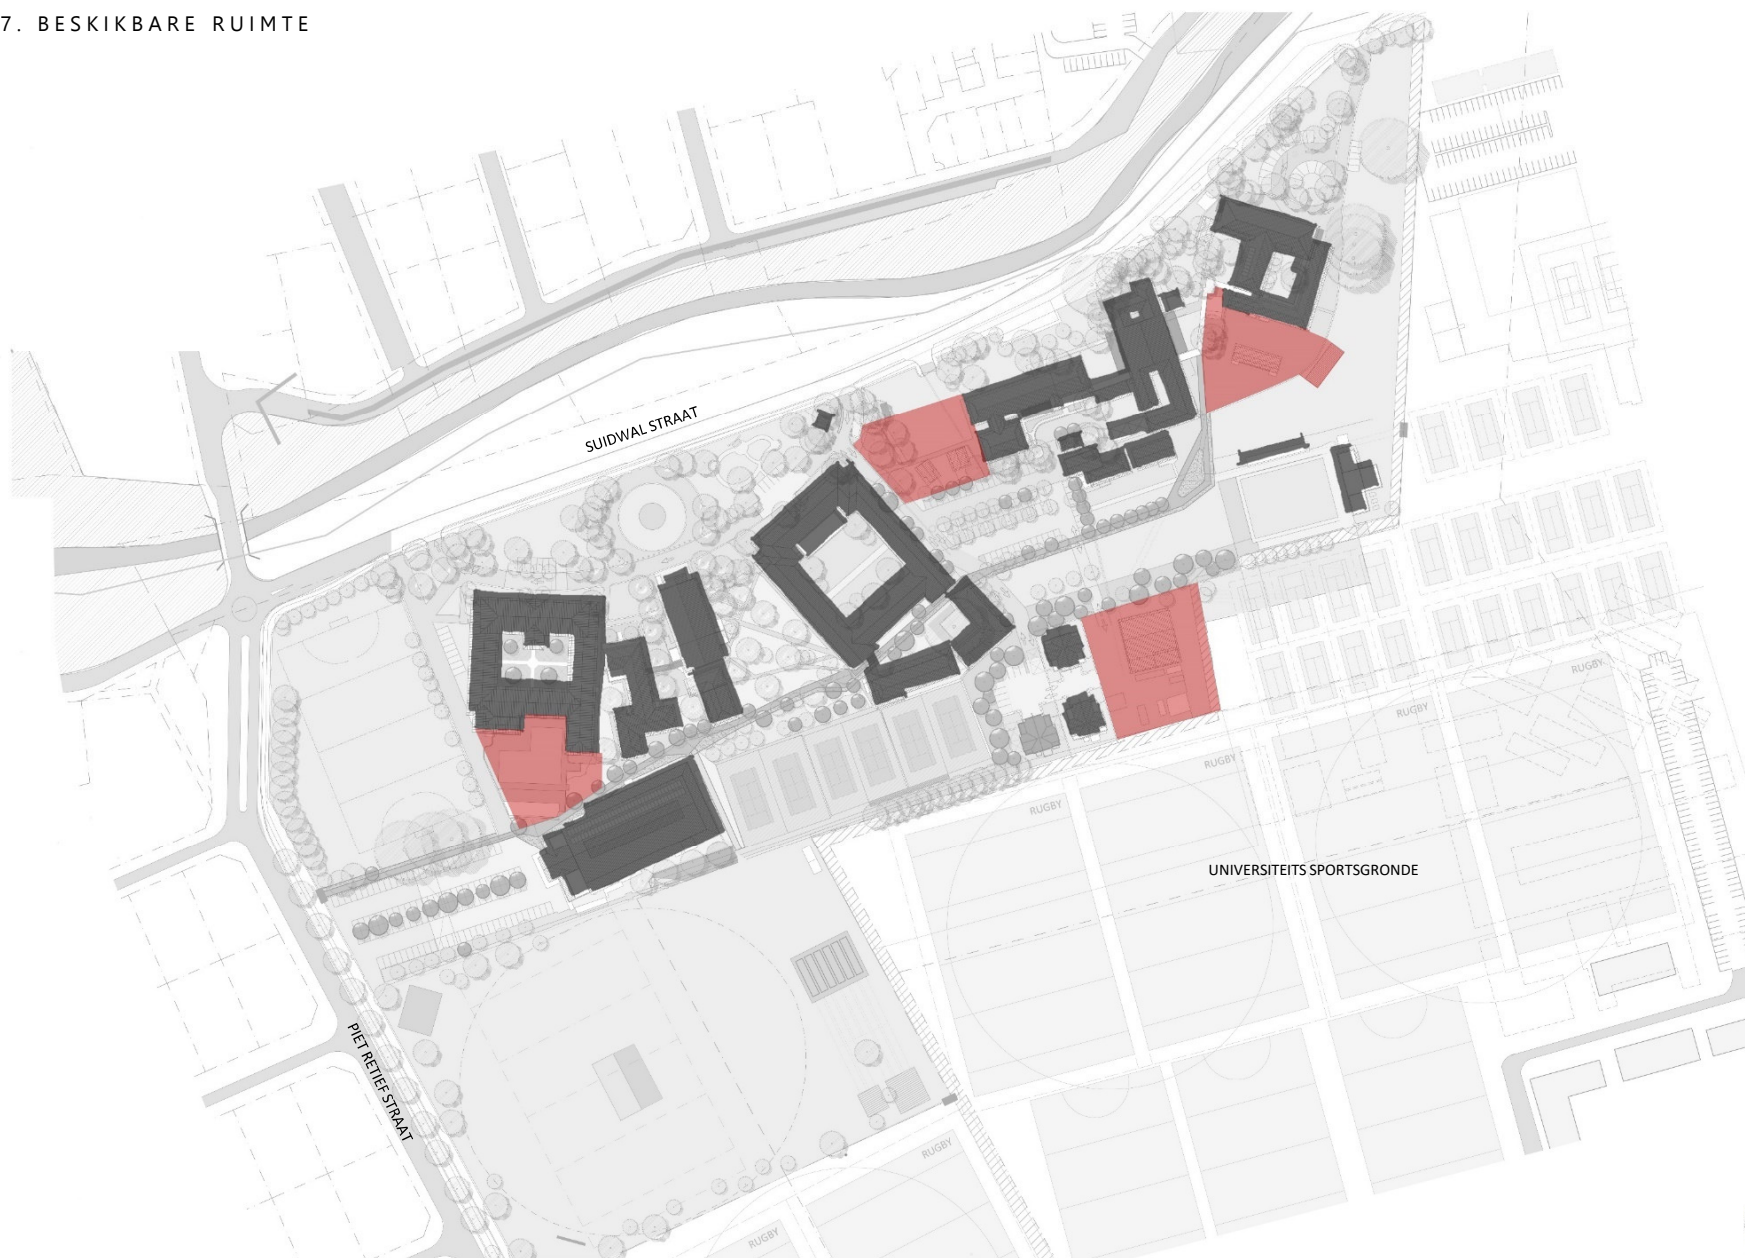 7. BESKIKBARE RUIMTE
SUIDWAL STRAAT
RUGBY
RUGBY
RUGBY
RUGBY
UNIVERSITEITS SPORTSGRONDE
PIET RETIEF STRAAT
RUGBY
RUGBY